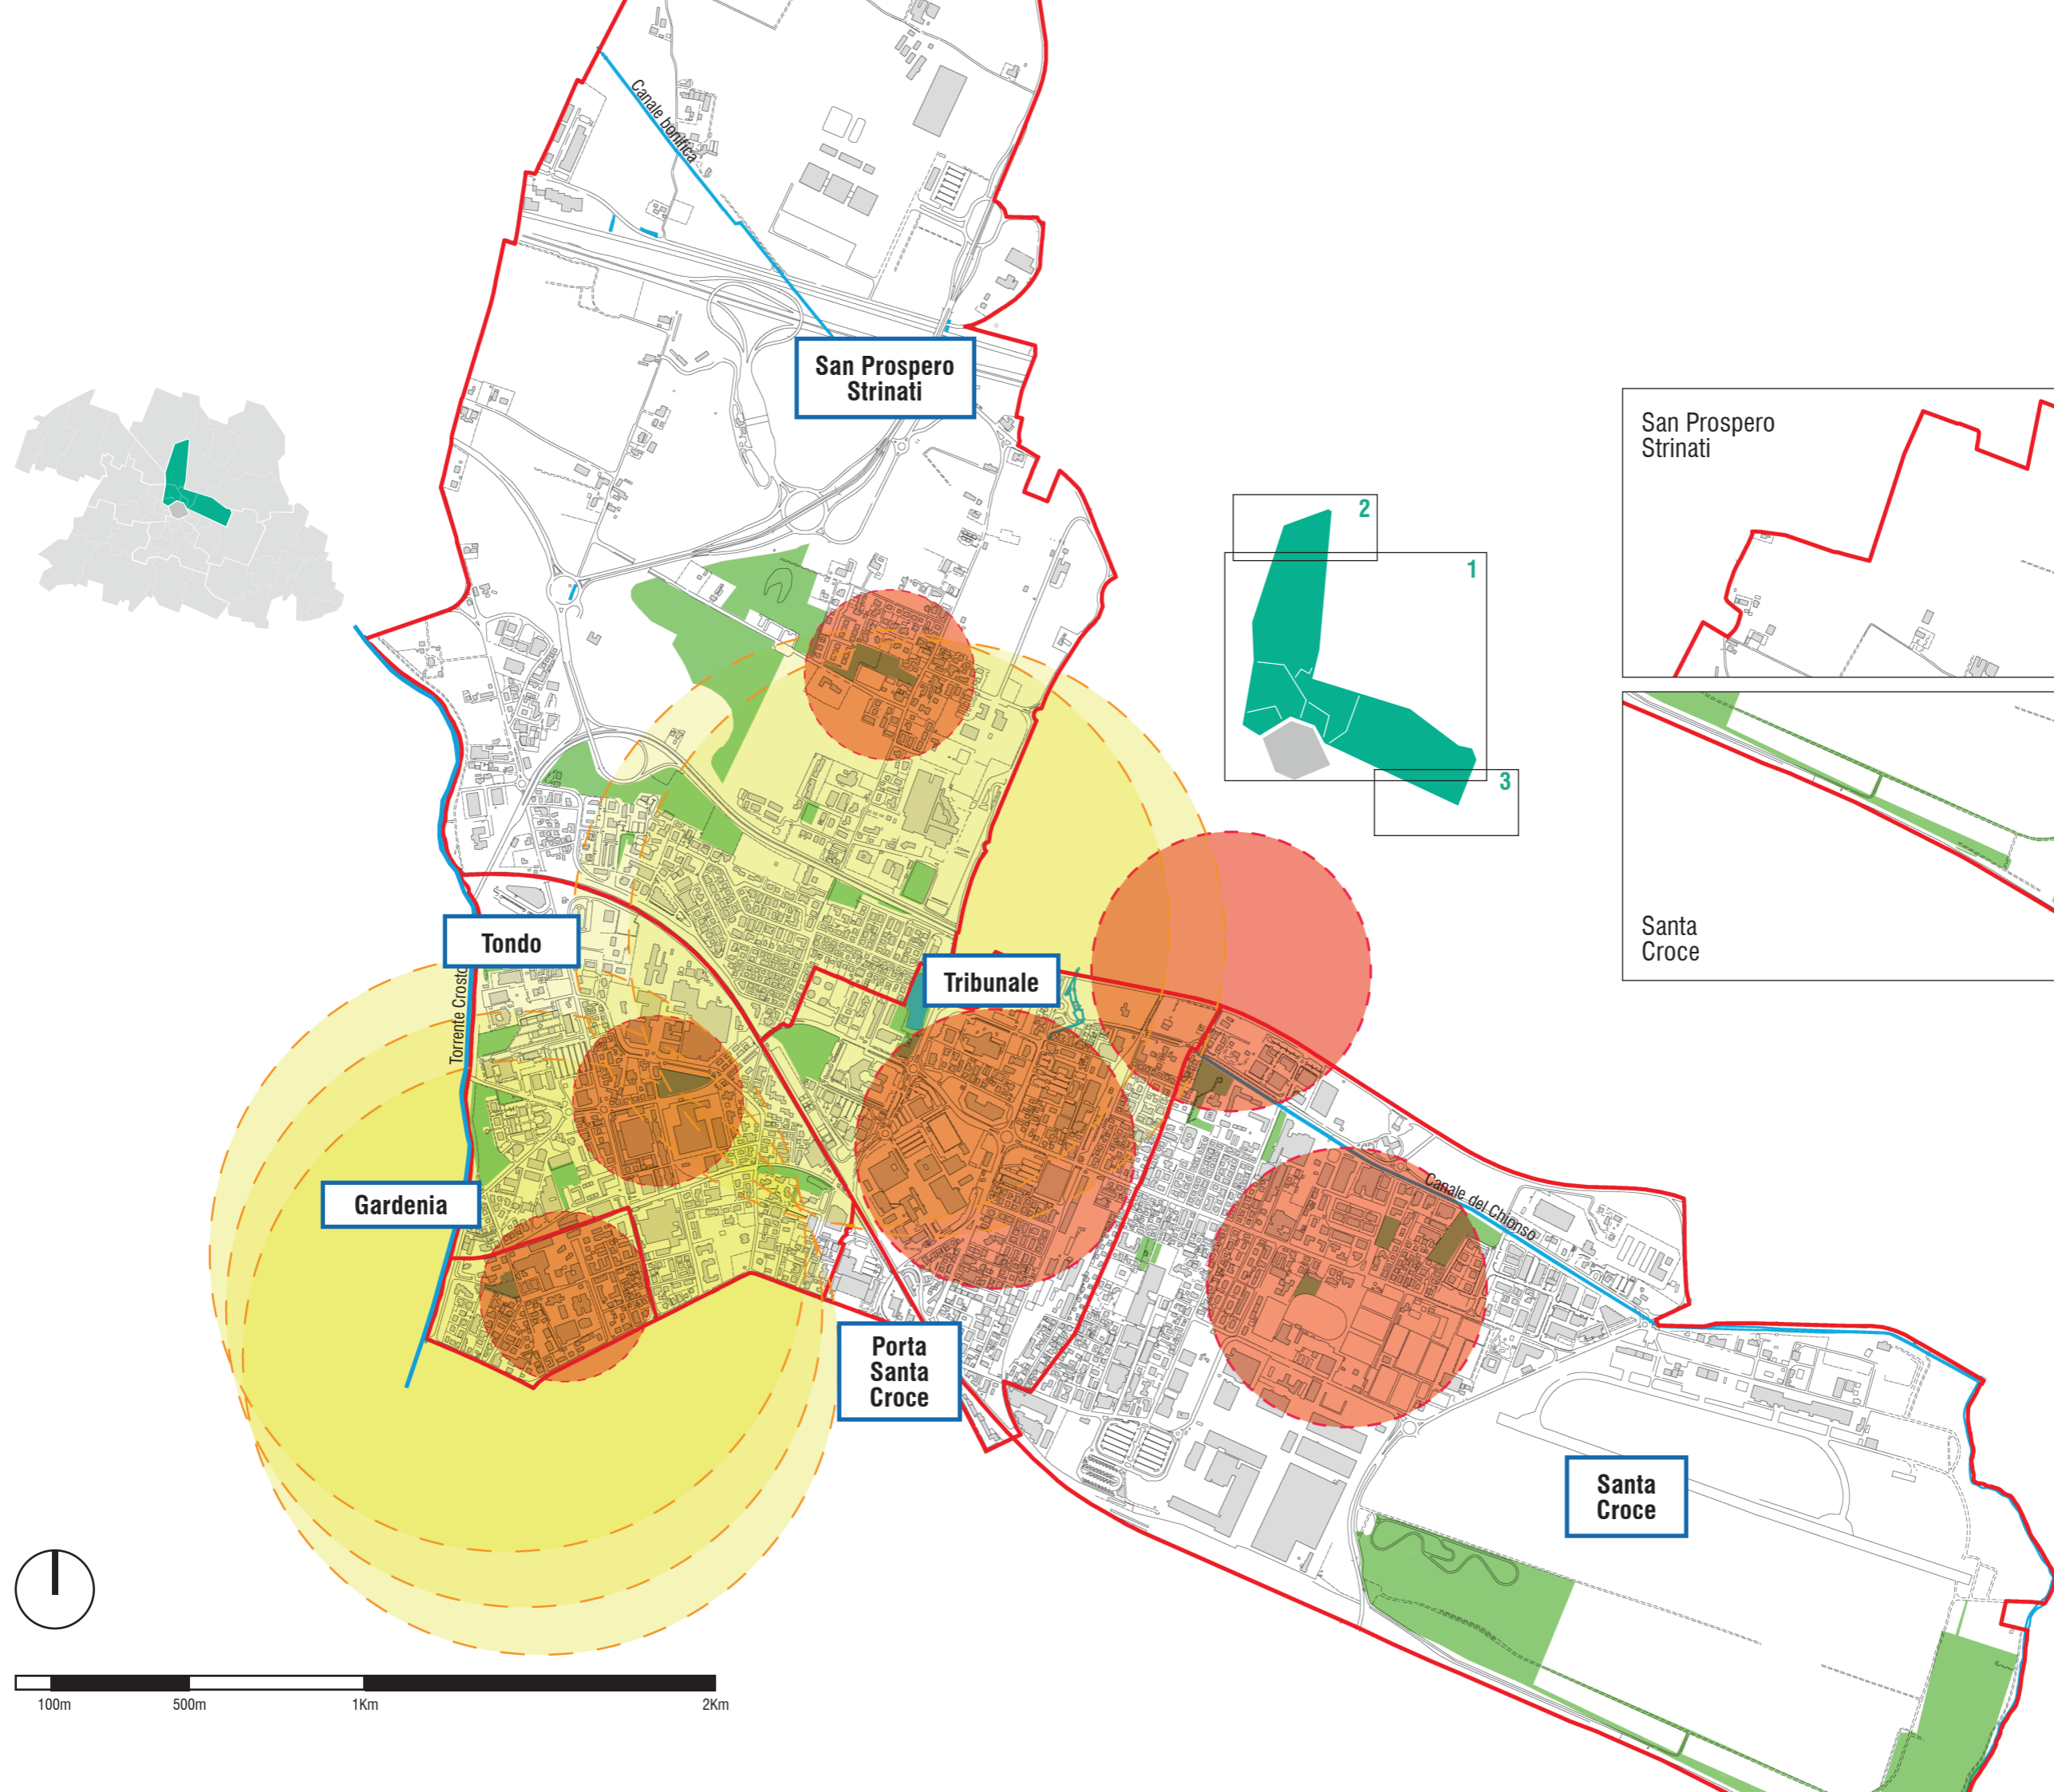 Canale bonifica
San Prospero
Strinati
San Prospero
Strinati
2
1
3
Santa
Croce
Tondo
Tribunale
Torrente Crosto
Gardenia
Canale del Chionso
Porta
Santa
Croce
Santa
Croce
100m
500m
1Km
2Km